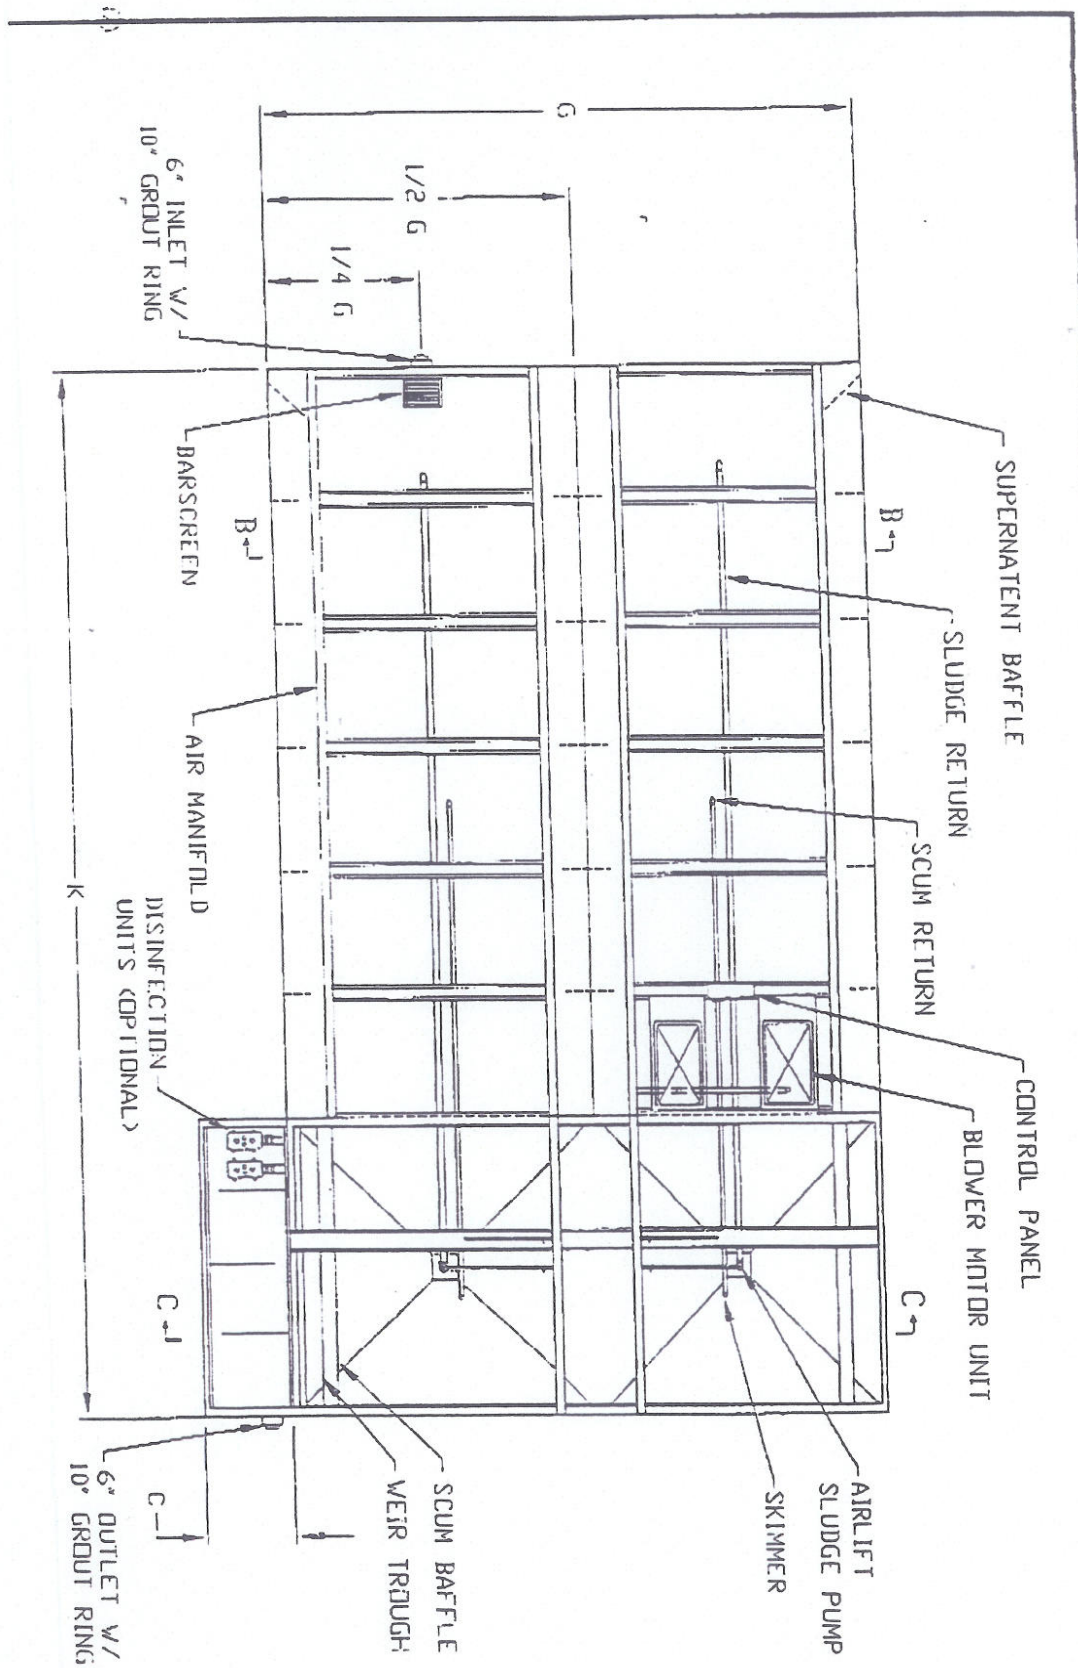 SUPERNATENT BAFFLE
SLUDGE RETURN
SCUM RETURN
CONTROL PANEL
BLOWER MOTOR UNIT
AIRLIFT
SLUDGE PUMP
SKIMMER
B
C
G
1/2 G
1/4 G
6" INLET W/
10" GROUT RING
BARSCREEN
B
AIR MANIFOLD
K
DISINFECTION
UNITS (OPTIONAL)
C
SCUM BAFFLE
WEIR TROUGH
C
6" OUTLET W/
10" GROUT RING